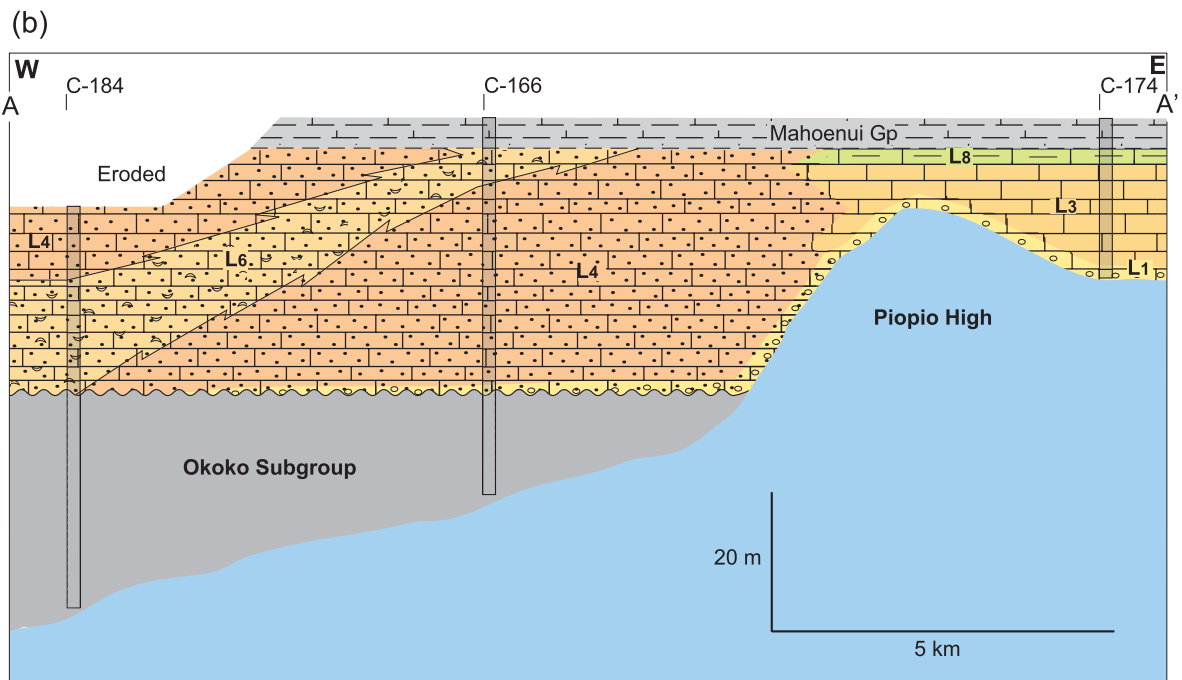 (b)
W
E
C-184
C-166
C-174
A
A'
Mahoenui Gp
L8
Eroded
L3
L4
L6
L4
L1
Piopio High
Okoko Subgroup
20 m
5 km